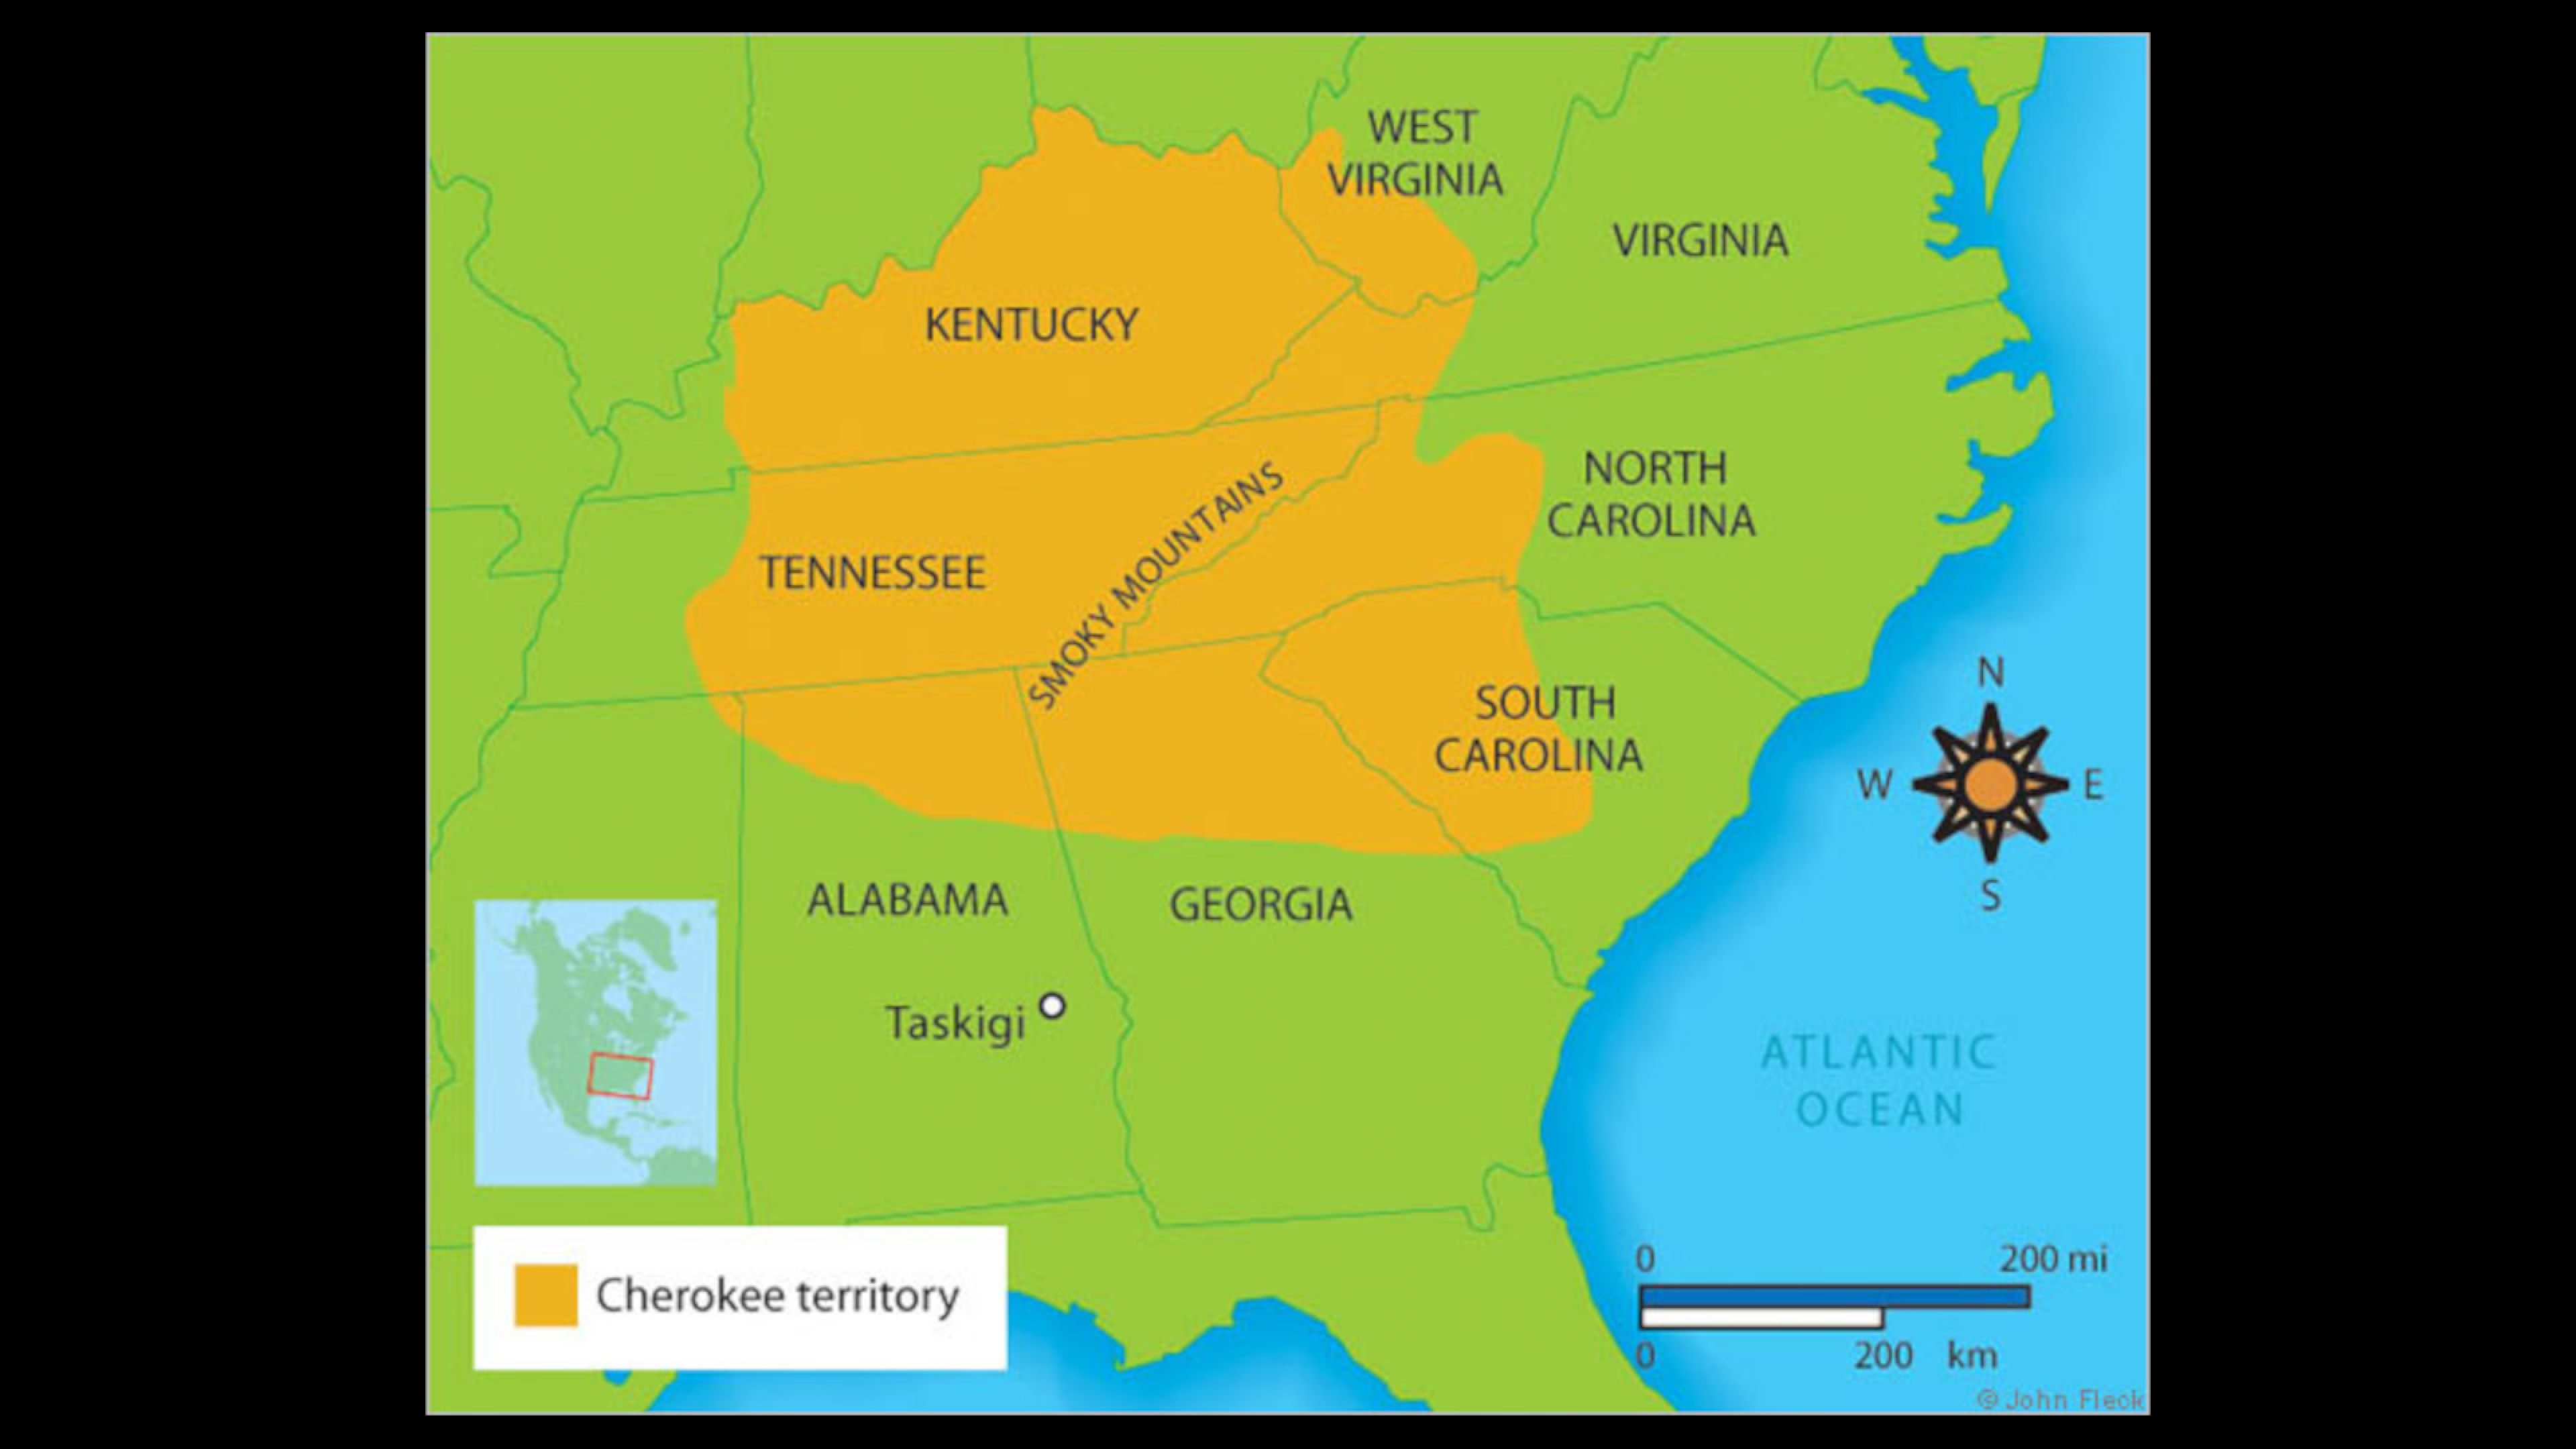 WEST
VIRGINIA
VIRGINIA
KENTUCKY
NORTH
CAROLINA
TENNESSEE
SMOKY MOUNTAINS
SOUTH
CAROLINA
N
W
E
S
ALABAMA
GEORGIA
Taskigi
ATLANTIC
OCEAN
Cherokee territory
0
200 mi
0
200 km
© John Fleck